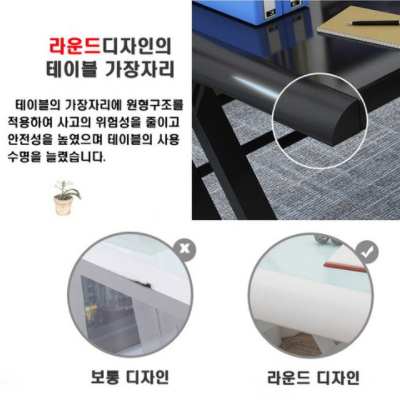 라운드디자인의
테이블 가장자리
테이블의 가장자리에 원형구조를
적용하여 사고의 위험성을 줄이고
안전성을 높였으며 테이블의 사용
수명을 늘렸습니다.
보통 디자인
라운드 디자인